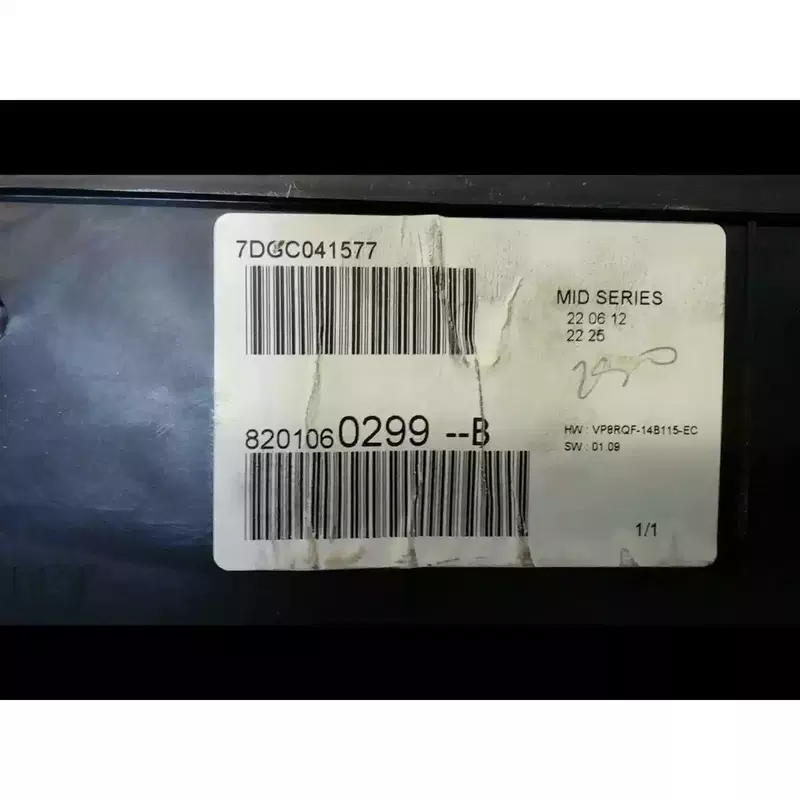 7DGC041577
MID SERIES
22 06 12
22 25
8201060299 --B
HW : VP8RQF-14B115-EC
SW : 01.09
1/1